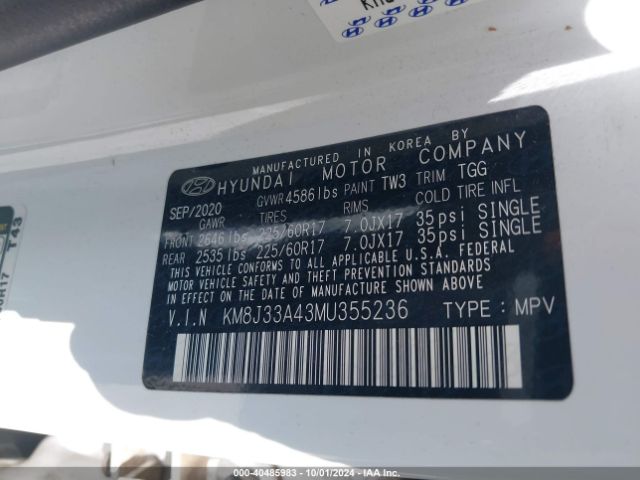 MANUFACTURED IN KOREA BY
HYUNDAI MOTOR COMPANY
SEP/2020 GVWR 4586 lbs PAINT TW3 TRIM TGG
GAWR TIRES RIMS COLD TIRE INFL
FRONT 2646 lbs 225/60R17 7.0JX17 35psi SINGLE
REAR 2535 lbs 225/60R17 7.0JX17 35psi SINGLE
THIS VEHICLE CONFORMS TO ALL APPLICABLE U.S.A. FEDERAL
MOTOR VEHICLE SAFETY AND THEFT PREVENTION STANDARDS
IN EFFECT ON THE DATE OF MANUFACTURE SHOWN ABOVE.
V.I.N KM8J33A43MU355236 TYPE : MPV
T43
000-40485983 - 10/01/2024 - IAAI.com